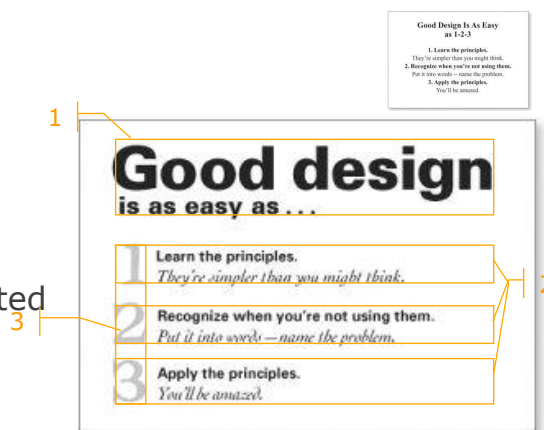 Good Design Is As Easy
as 1-2-3
1. Learn the principles.
They're simpler than you might think.
2. Recognize when you're not using them.
Put it into words -- name the problem.
3. Apply the principles.
You'll be amazed.
1
Good design
is as easy as . . .
1 Learn the principles.
They're simpler than you might think.
2
ted
3
2 Recognize when you're not using them.
Put it into words — name the problem.
3 Apply the principles.
You'll be amazed.